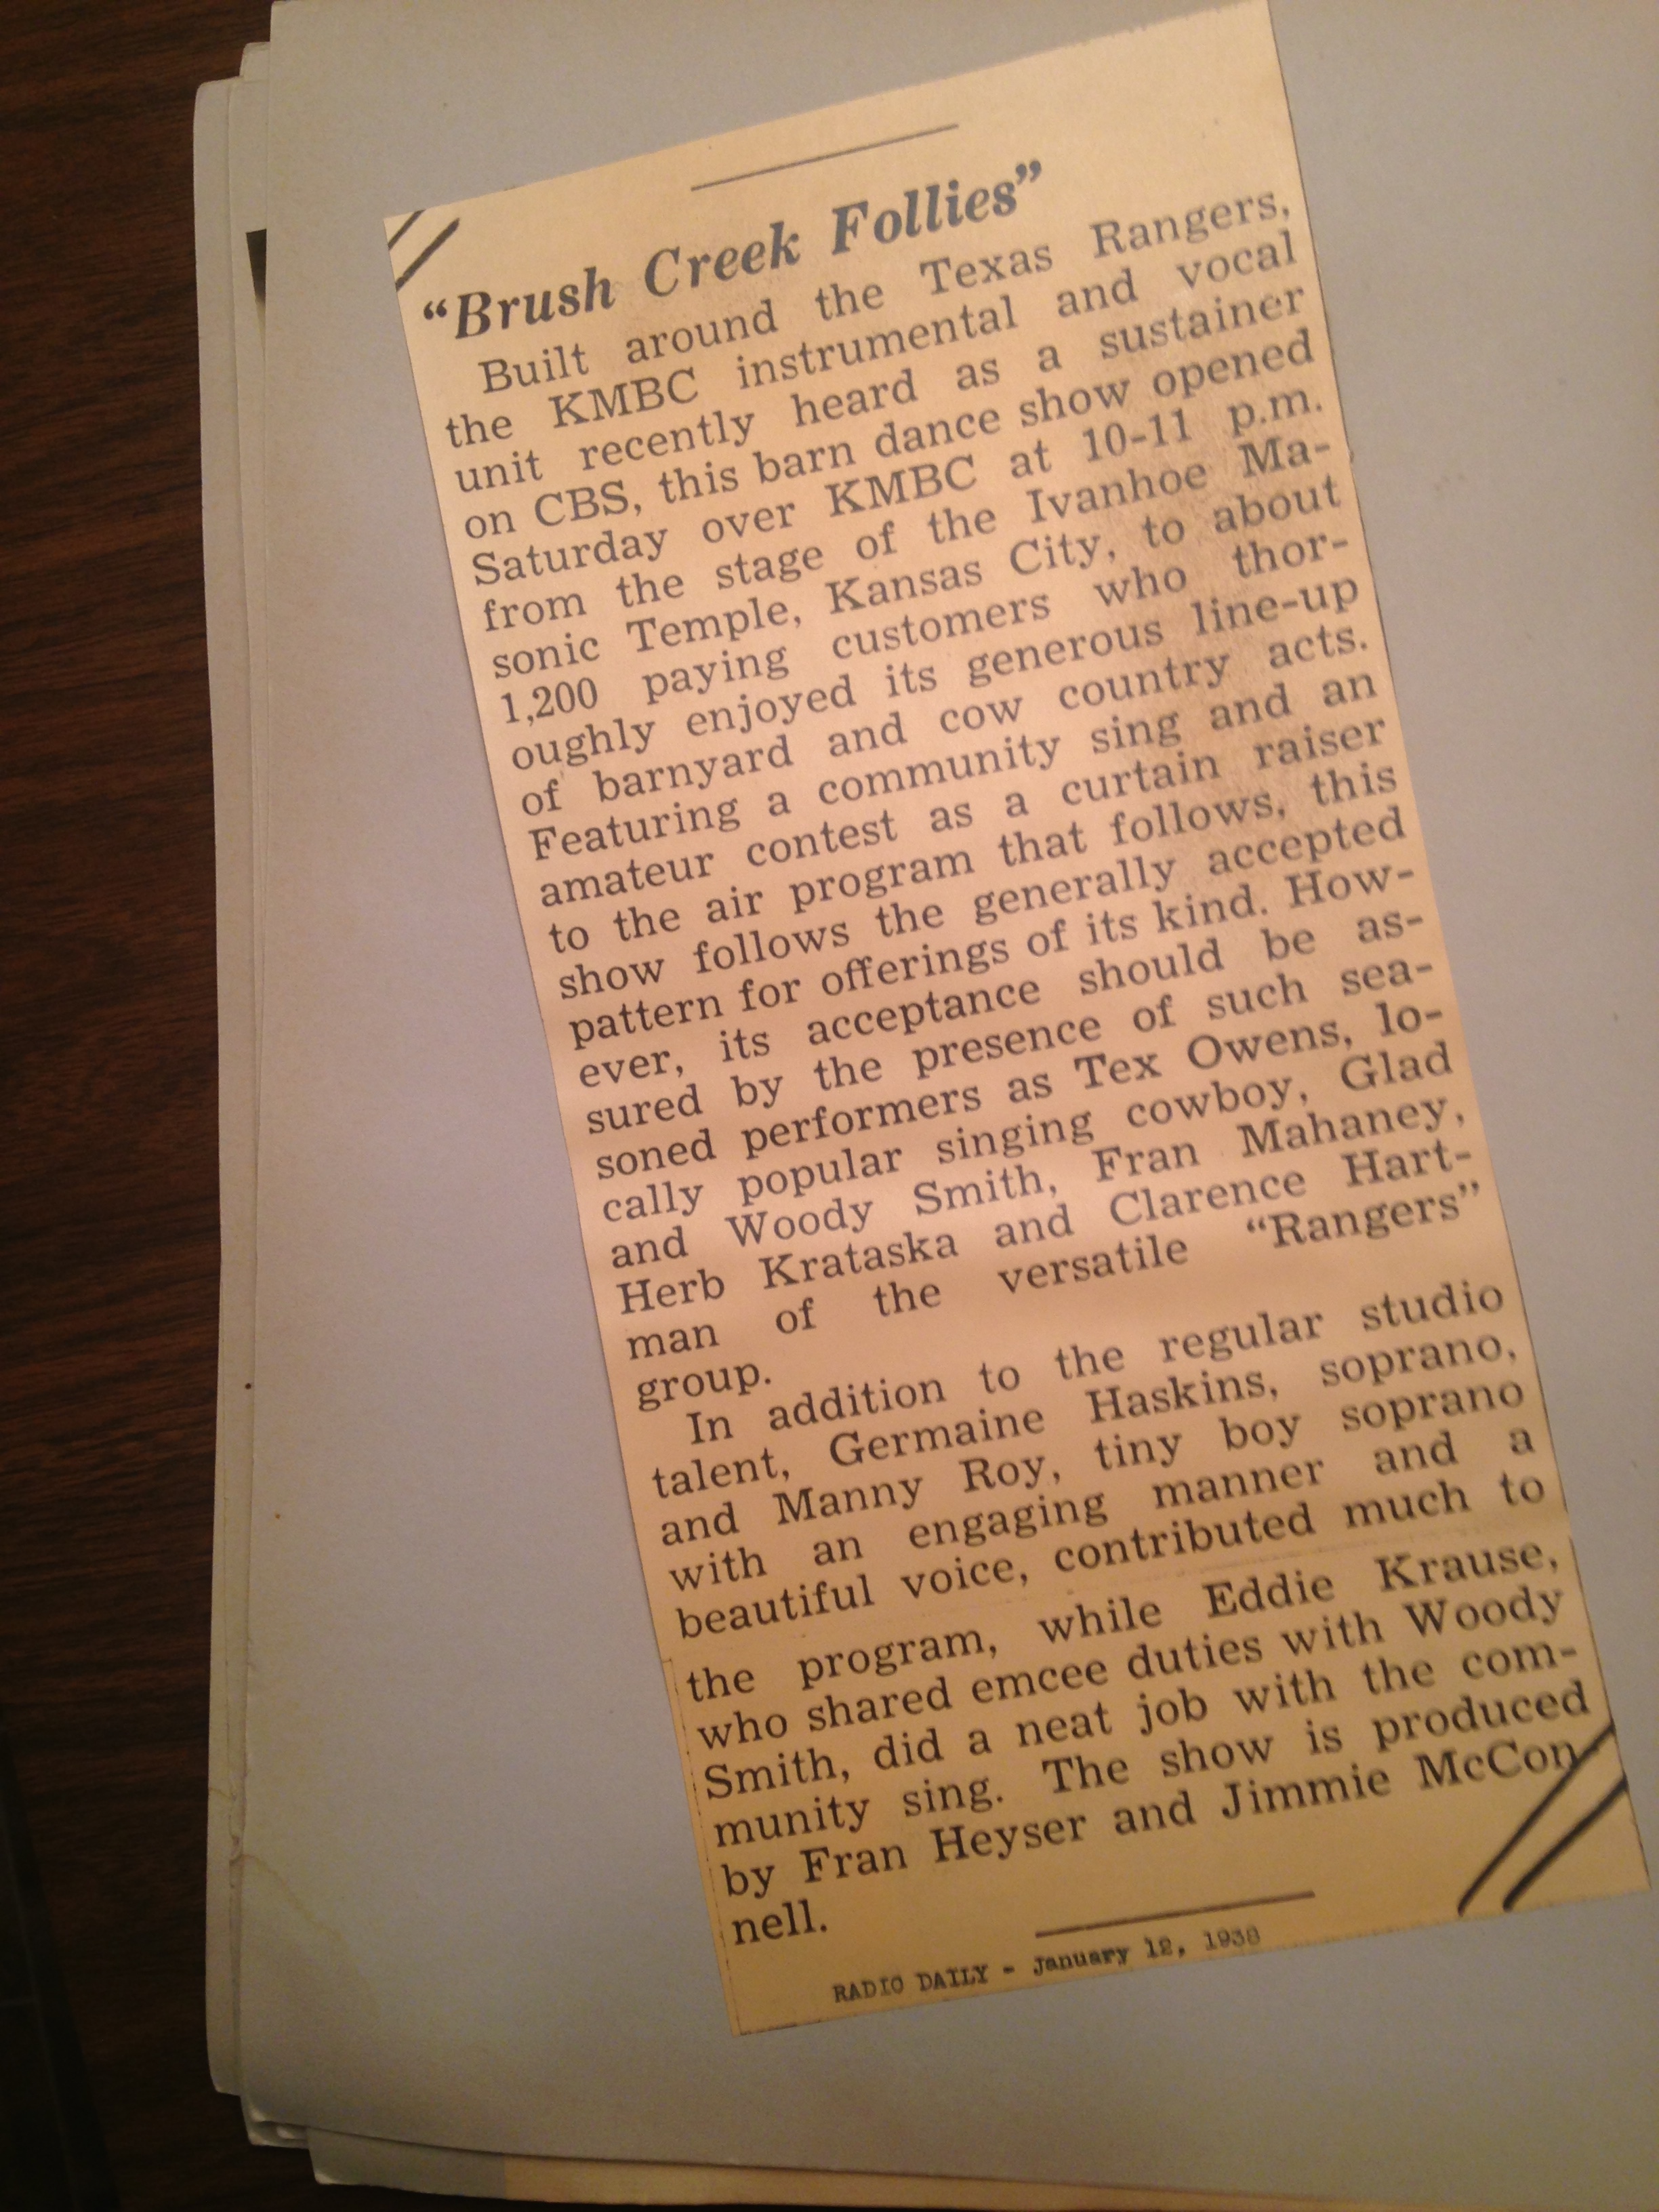 “Brush Creek Follies”
Built around the Texas Rangers,
the KMBC instrumental and vocal
unit recently heard as a sustainer
on CBS, this barn dance show opened
Saturday over KMBC at 10-11 p.m.
from the stage of the Ivanhoe Ma-
sonic Temple, Kansas City, to about
1,200 paying customers who thor-
oughly enjoyed its generous line-up
of barnyard and cow country acts.
Featuring a community sing and an
amateur contest as a curtain raiser
to the air program that follows, this
show follows the generally accepted
pattern for offerings of its kind. How-
ever, its acceptance should be as-
sured by the presence of such sea-
soned performers as Tex Owens, lo-
cally popular singing cowboy, Glad
and Woody Smith, Fran Mahaney,
Herb Krataska and Clarence Hart-
man of the versatile “Rangers”
group.
In addition to the regular studio
talent, Germaine Haskins, soprano,
and Manny Roy, tiny boy soprano
with an engaging manner and a
beautiful voice, contributed much to
the program, while Eddie Krause,
who shared emcee duties with Woody
Smith, did a neat job with the com-
munity sing. The show is produced
by Fran Heyser and Jimmie McCon-
nell.
RADIO DAILY - January 12, 1938